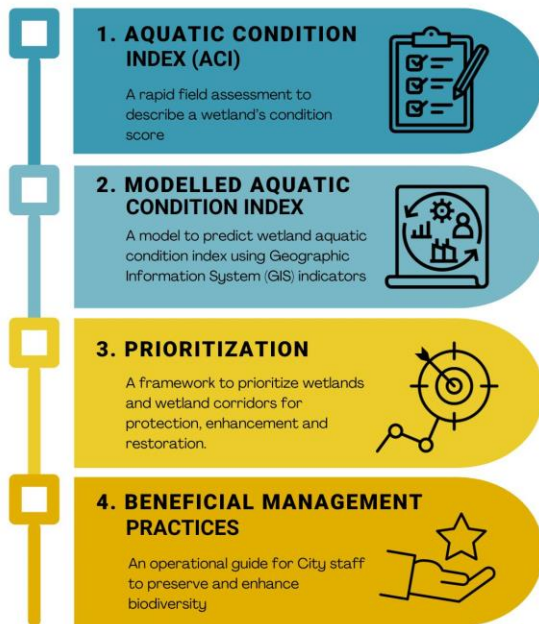 1. AQUATIC CONDITION
INDEX (ACI)
A rapid field assessment to
describe a wetland's condition
score
2. MODELLED AQUATIC
CONDITION INDEX
A model to predict wetland aquatic
condition index using Geographic
Information System (GIS) indicators
3. PRIORITIZATION
A framework to prioritize wetlands
and wetland corridors for
protection, enhancement and
restoration.
4. BENEFICIAL MANAGEMENT
PRACTICES
An operational guide for City staff
to preserve and enhance
biodiversity